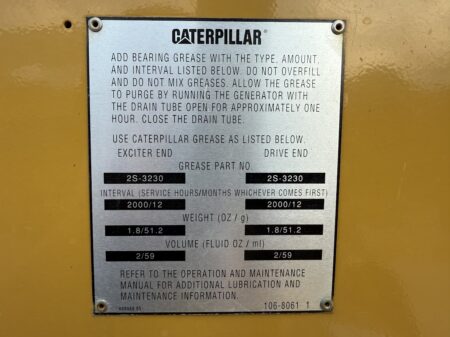 CATERPILLAR
ADD BEARING GREASE WITH THE TYPE, AMOUNT,
AND INTERVAL LISTED BELOW. DO NOT OVERFILL
AND DO NOT MIX GREASES. ALLOW THE GREASE
TO PURGE BY RUNNING THE GENERATOR WITH
THE DRAIN TUBE OPEN FOR APPROXIMATELY ONE
HOUR. CLOSE THE DRAIN TUBE.
USE CATERPILLAR GREASE AS LISTED BELOW.
EXCITER END DRIVE END
GREASE PART NO.
2S-3230 2S-3230
INTERVAL (SERVICE HOURS/MONTHS WHICHEVER COMES FIRST)
2000/12 2000/12
WEIGHT (OZ / g)
1.8/51.2 1.8/51.2
VOLUME (FLUID OZ / ml)
2/59 2/59
REFER TO THE OPERATION AND MAINTENANCE
MANUAL FOR ADDITIONAL LUBRICATION AND
MAINTENANCE INFORMATION.
106-8061 1